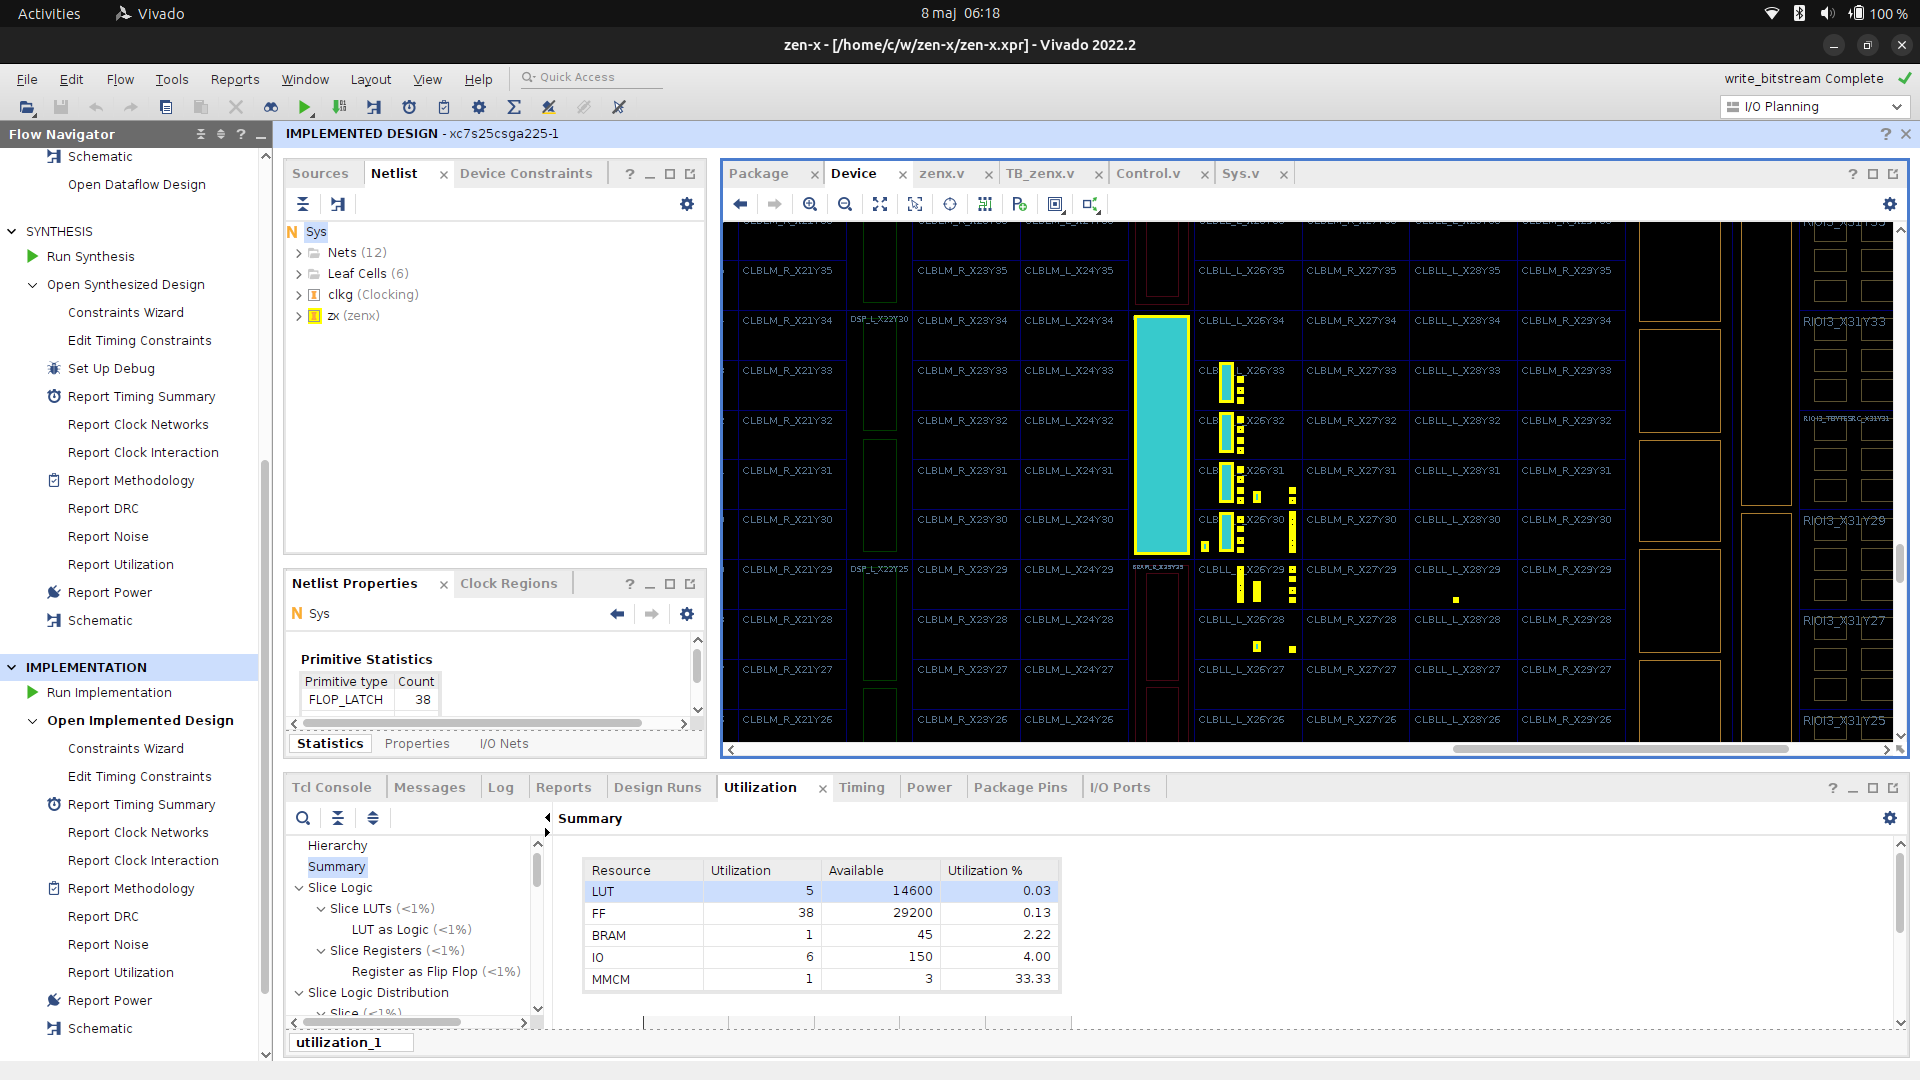 Activities Vivado 8 maj 06:18 100 %
zen-x - [/home/c/w/zen-x/zen-x.xpr] - Vivado 2022.2
File Edit Flow Tools Reports Window Layout View Help Quick Access write_bitstream Complete
I/O Planning
Flow Navigator
IMPLEMENTED DESIGN - xc7s25csga225-1
Schematic
Open Dataflow Design
SYNTHESIS
Run Synthesis
Open Synthesized Design
Constraints Wizard
Edit Timing Constraints
Set Up Debug
Report Timing Summary
Report Clock Networks
Report Clock Interaction
Report Methodology
Report DRC
Report Noise
Report Utilization
Report Power
Schematic
IMPLEMENTATION
Run Implementation
Open Implemented Design
Constraints Wizard
Edit Timing Constraints
Report Timing Summary
Report Clock Networks
Report Clock Interaction
Report Methodology
Report DRC
Report Noise
Report Utilization
Report Power
Schematic
Sources Netlist Device Constraints
Sys
Nets (12)
Leaf Cells (6)
clkg (Clocking)
zx (zenx)
Netlist Properties Clock Regions
Sys
Primitive Statistics
Primitive type Count
FLOP_LATCH 38
Statistics Properties I/O Nets
Package Device zenx.v TB_zenx.v Control.v Sys.v
CLBLM_R_X21Y35 CLBLM_R_X23Y35 CLBLM_L_X24Y35 CLBLL_L_X26Y35 CLBLM_R_X27Y35 CLBLL_L_X28Y35 CLBLM_R_X29Y35
CLBLM_R_X21Y34 DSP_L_X22Y30 CLBLM_R_X23Y34 CLBLM_L_X24Y34 CLBLL_L_X26Y34 CLBLM_R_X27Y34 CLBLL_L_X28Y34 CLBLM_R_X29Y34 RIOI3_X31Y33
CLBLM_R_X21Y33 CLBLM_R_X23Y33 CLBLM_L_X24Y33 CLB L_X26Y33 CLBLM_R_X27Y33 CLBLL_L_X28Y33 CLBLM_R_X29Y33
CLBLM_R_X21Y32 CLBLM_R_X23Y32 CLBLM_L_X24Y32 CLB X26Y32 CLBLM_R_X27Y32 CLBLL_L_X28Y32 CLBLM_R_X29Y32
CLBLM_R_X21Y31 CLBLM_R_X23Y31 CLBLM_L_X24Y31 CLB X26Y31 CLBLM_R_X27Y31 CLBLL_L_X28Y31 CLBLM_R_X29Y31
CLBLM_R_X21Y30 CLBLM_R_X23Y30 CLBLM_L_X24Y30 CLB X26Y30 CLBLM_R_X27Y30 CLBLL_L_X28Y30 CLBLM_R_X29Y30 RIOI3_X31Y29
CLBLM_R_X21Y29 DSP_L_X22Y25 CLBLM_R_X23Y29 CLBLM_L_X24Y29 CLBLL_L_X26Y29 CLBLM_R_X27Y29 CLBLL_L_X28Y29 CLBLM_R_X29Y29
CLBLM_R_X21Y28 CLBLM_R_X23Y28 CLBLM_L_X24Y28 CLBLL_L_X26Y28 CLBLM_R_X27Y28 CLBLL_L_X28Y28 CLBLM_R_X29Y28 RIOI3_X31Y27
CLBLM_R_X21Y27 CLBLM_R_X23Y27 CLBLM_L_X24Y27 CLBLL_L_X26Y27 CLBLM_R_X27Y27 CLBLL_L_X28Y27 CLBLM_R_X29Y27
CLBLM_R_X21Y26 CLBLM_R_X23Y26 CLBLM_L_X24Y26 CLBLL_L_X26Y26 CLBLM_R_X27Y26 CLBLL_L_X28Y26 CLBLM_R_X29Y26 RIOI3_X31Y25
Tcl Console Messages Log Reports Design Runs Utilization Timing Power Package Pins I/O Ports
Hierarchy
Summary
Slice Logic
Slice LUTs (<1%)
LUT as Logic (<1%)
Slice Registers (<1%)
Register as Flip Flop (<1%)
Slice Logic Distribution
Slice (<1%)
Summary
Resource Utilization Available Utilization %
LUT 5 14600 0.03
FF 38 29200 0.13
BRAM 1 45 2.22
IO 6 150 4.00
MMCM 1 3 33.33
utilization_1